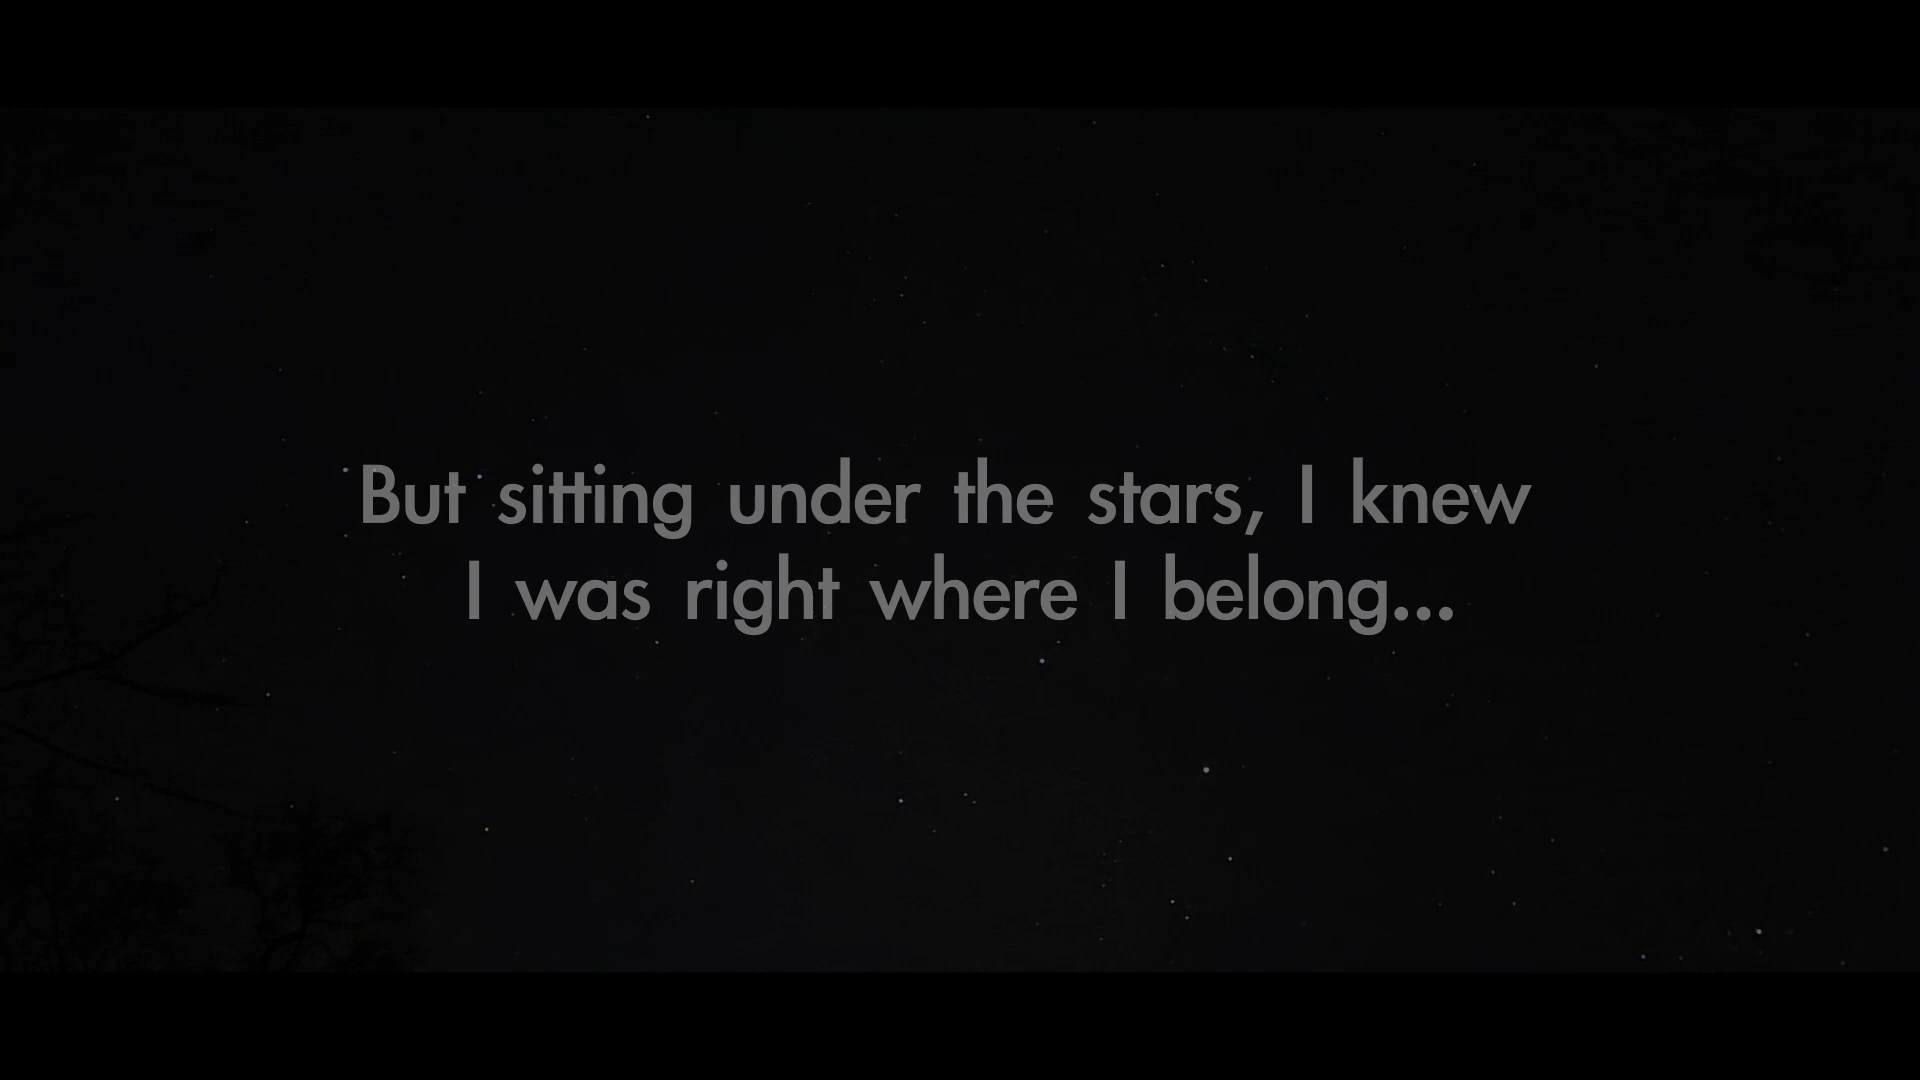 But sitting under the stars, I knew
I was right where I belong...